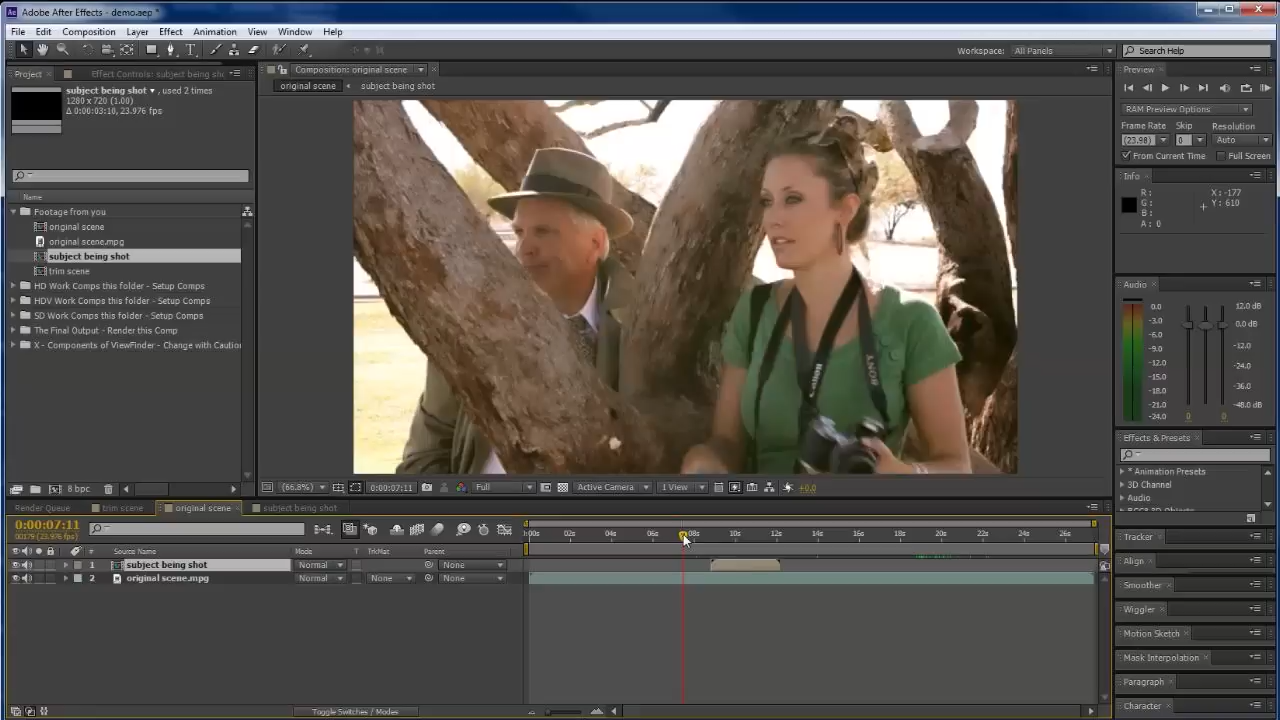 Adobe After Effects - demo.aep *
File Edit Composition Layer Effect Animation View Window Help
Workspace: All Panels Search Help
Project Effect Controls: subject being sh
subject being shot , used 2 times
1280 x 720 (1.00)
Δ 0:00:03:10, 23.976 fps
Name
Footage from you
original scene
original scene.mpg
subject being shot
trim scene
HD Work Comps this folder - Setup Comps
HDV Work Comps this folder - Setup Comps
SD Work Comps this folder - Setup Comps
The Final Output - Render this Comp
X - Components of ViewFinder - Change with Cautio
8 bpc
Composition: original scene
original scene subject being shot
SONY
(66.8%) 0:00:07:11 Full Active Camera 1 View +0.0
Preview
RAM Preview Options
Frame Rate Skip Resolution
(23.98) 0 Auto
From Current Time Full Screen
Info
R : X : -177
G : Y : 610
B :
A : 0
Audio
0.0 12.0 dB
-3.0
-6.0 0.0 dB
-9.0
-12.0 -12.0
-15.0 -24.0
-18.0
-21.0 -36.0
-24.0 -48.0 dB
0 0
Effects & Presets
* Animation Presets
3D Channel
Audio
Tracker
Align
Smoother
Wiggler
Motion Sketch
Mask Interpolation
Paragraph
Character
Render Queue trim scene original scene subject being shot
0:00:07:11
00179 (23.976 fps)
:00s 02s 04s 06s 08s 10s 12s 14s 16s 18s 20s 22s 24s 26s
# Source Name Mode T TrkMat Parent
1 subject being shot Normal None
2 original scene.mpg Normal None None
Toggle Switches / Modes